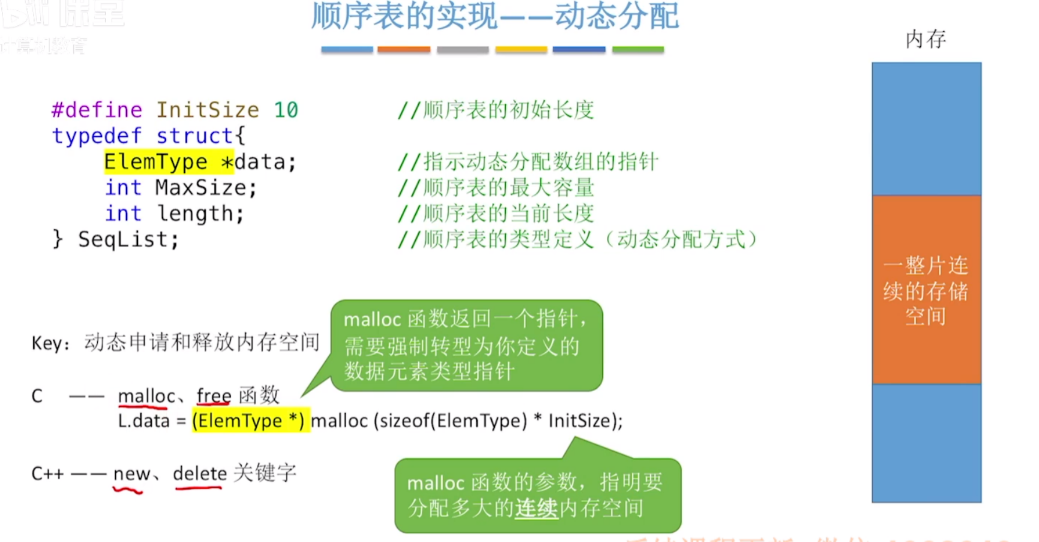 顺序表的实现——动态分配
内存
#define InitSize 10 //顺序表的初始长度
typedef struct{
ElemType *data; //指示动态分配数组的指针
int MaxSize; //顺序表的最大容量
int length; //顺序表的当前长度
} SeqList; //顺序表的类型定义（动态分配方式）
一整片连
续的存储
空间
malloc 函数返回一个指针，
需要强制转型为你定义的
数据元素类型指针
Key：动态申请和释放内存空间
C —— malloc、free 函数
L.data = (ElemType *) malloc (sizeof(ElemType) * InitSize);
C++ —— new、delete 关键字
malloc 函数的参数，指明要
分配多大的连续内存空间